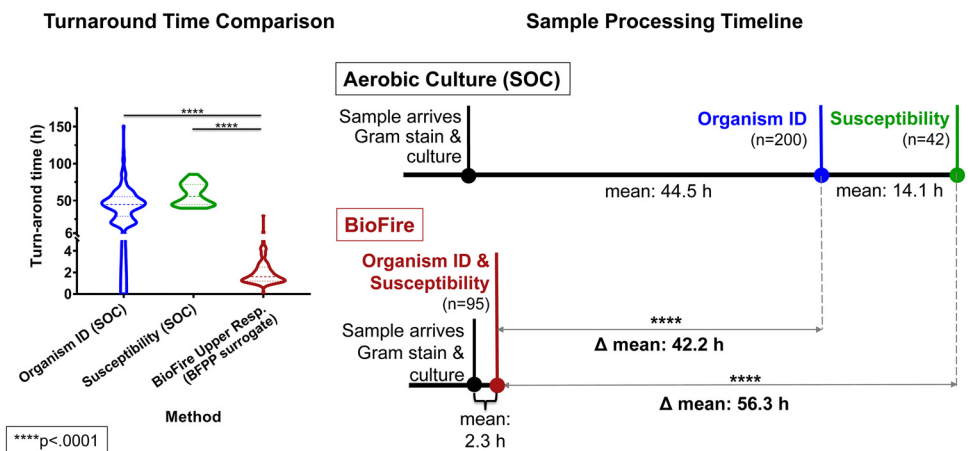 Turnaround Time Comparison
Sample Processing Timeline
Turn-arond time (h)
150
100
50
6
4
2
0
****
****
Organism ID (SOC)
Susceptibility (SOC)
BioFire Upper Resp.
(BFPP surrogate)
Method
****p<.0001
Aerobic Culture (SOC)
Sample arrives
Gram stain &
culture
Organism ID
(n=200)
Susceptibility
(n=42)
mean: 44.5 h
mean: 14.1 h
BioFire
Organism ID &
Susceptibility
(n=95)
Sample arrives
Gram stain &
culture
****
Δ mean: 42.2 h
****
Δ mean: 56.3 h
mean:
2.3 h